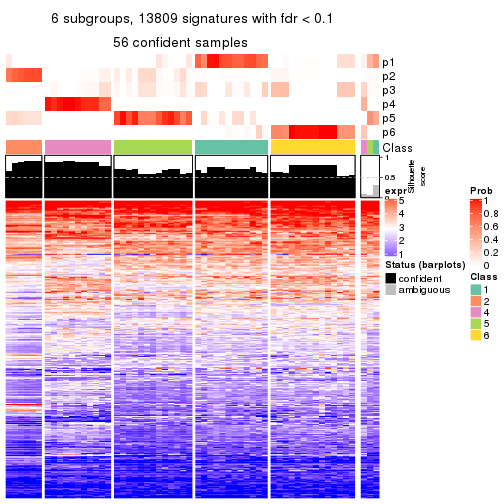 6 subgroups, 13809 signatures with fdr < 0.1
56 confident samples
p1
p2
p3
p4
p5
p6
Class
1
0.5
0
Silhouette
score
expr
5
4
3
2
1
Status (barplots)
confident
ambiguous
Prob
1
0.8
0.6
0.4
0.2
0
Class
1
2
4
5
6